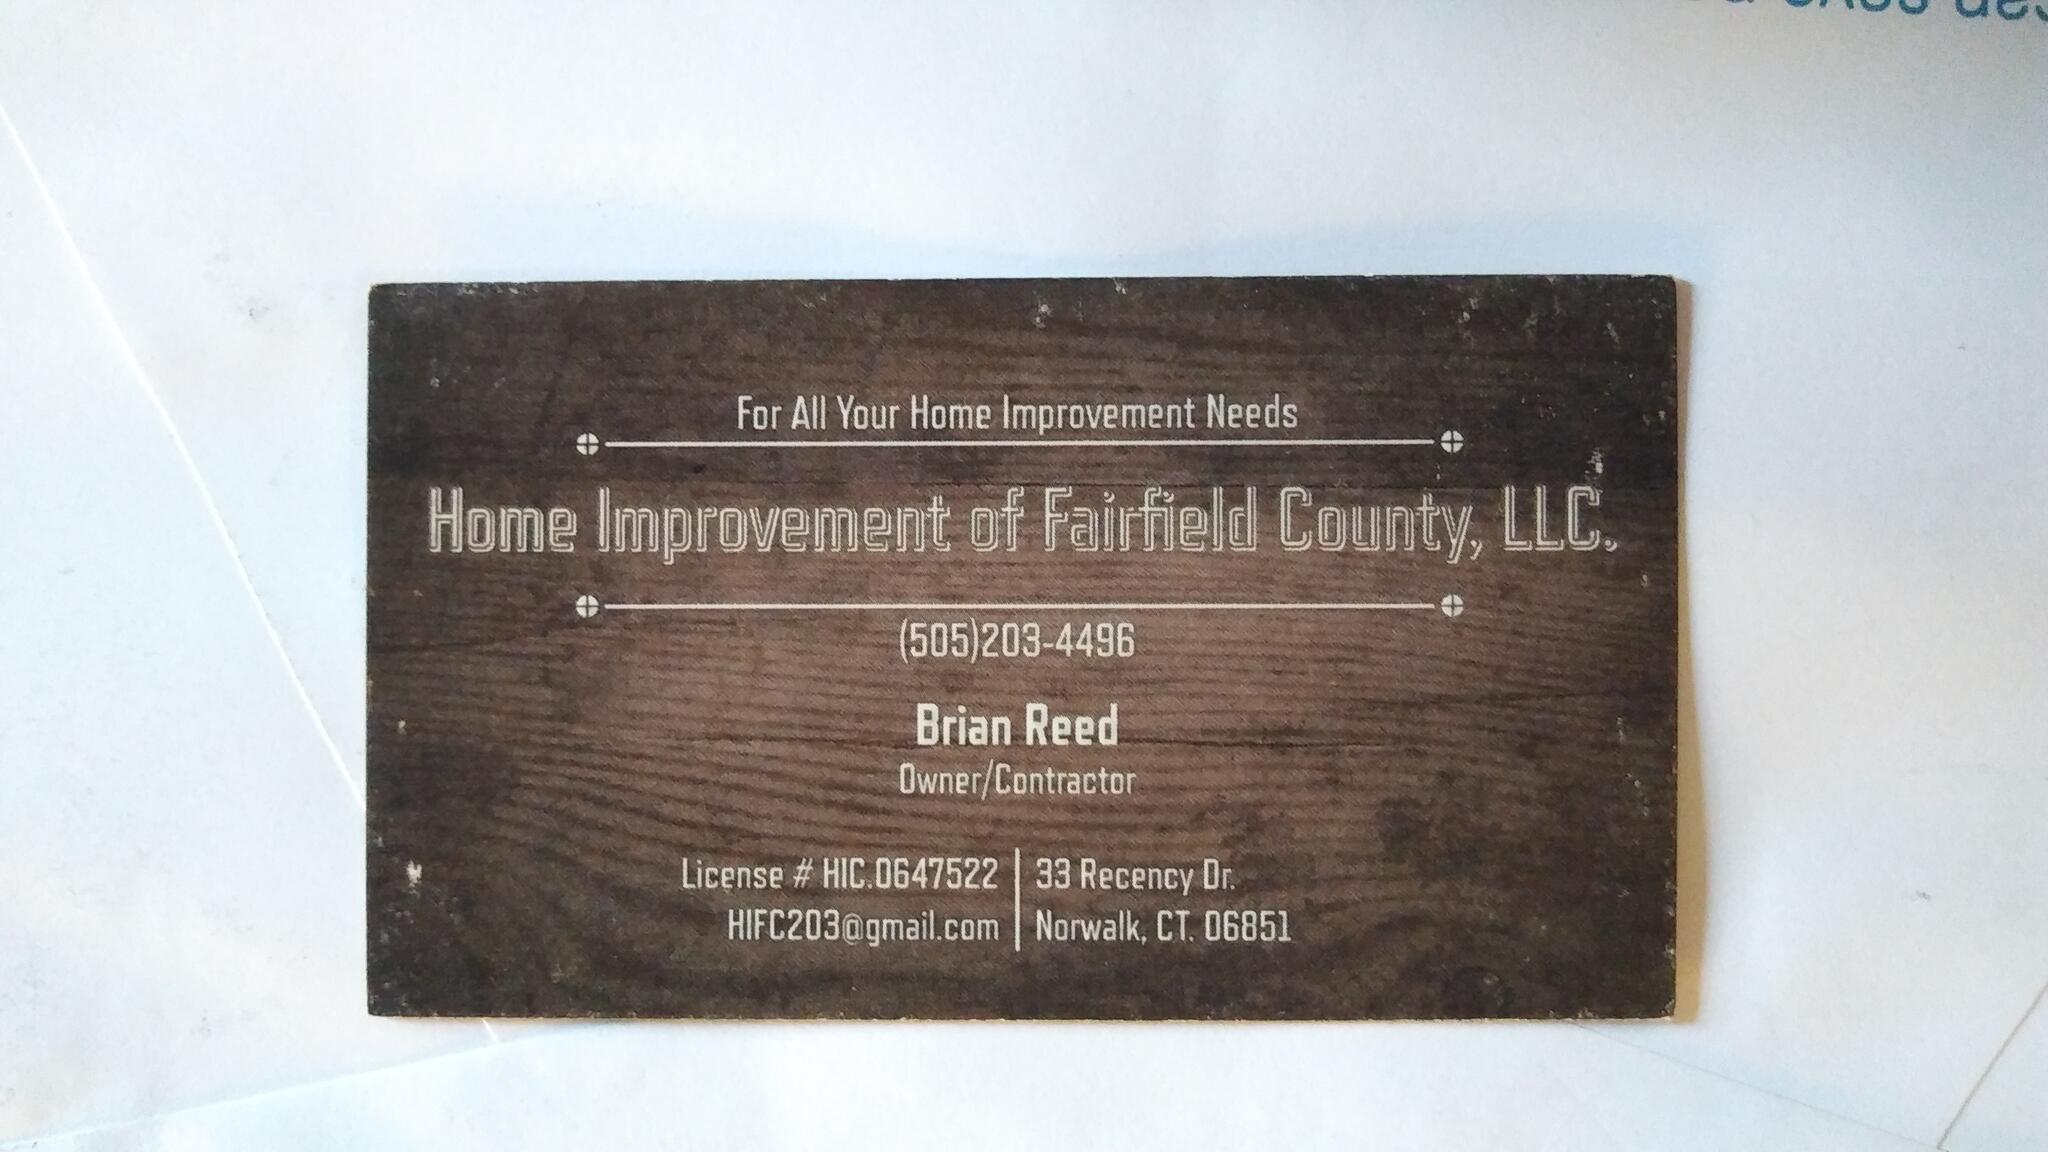 For All Your Home Improvement Needs
Home Improvement of Fairfield County, LLC.
(505)203-4496
Brian Reed
Owner/Contractor
License # HIC.0647522
HIFC203@gmail.com
33 Recency Dr.
Norwalk, CT. 06851